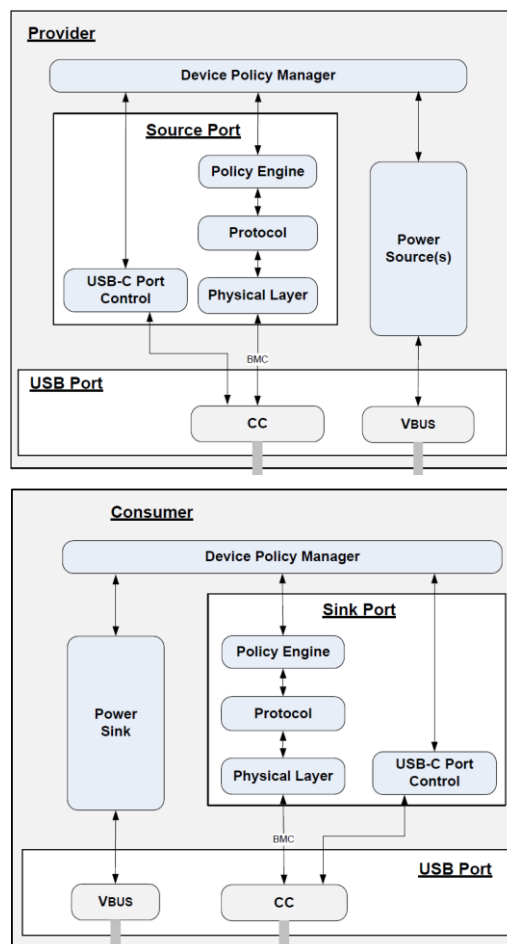 Provider
Device Policy Manager
Source Port
Policy Engine
Protocol
Power
Source(s)
USB-C Port
Control
Physical Layer
BMC
USB Port
CC
VBUS
Consumer
Device Policy Manager
Sink Port
Policy Engine
Power
Sink
Protocol
Physical Layer
USB-C Port
Control
BMC
USB Port
VBUS
CC